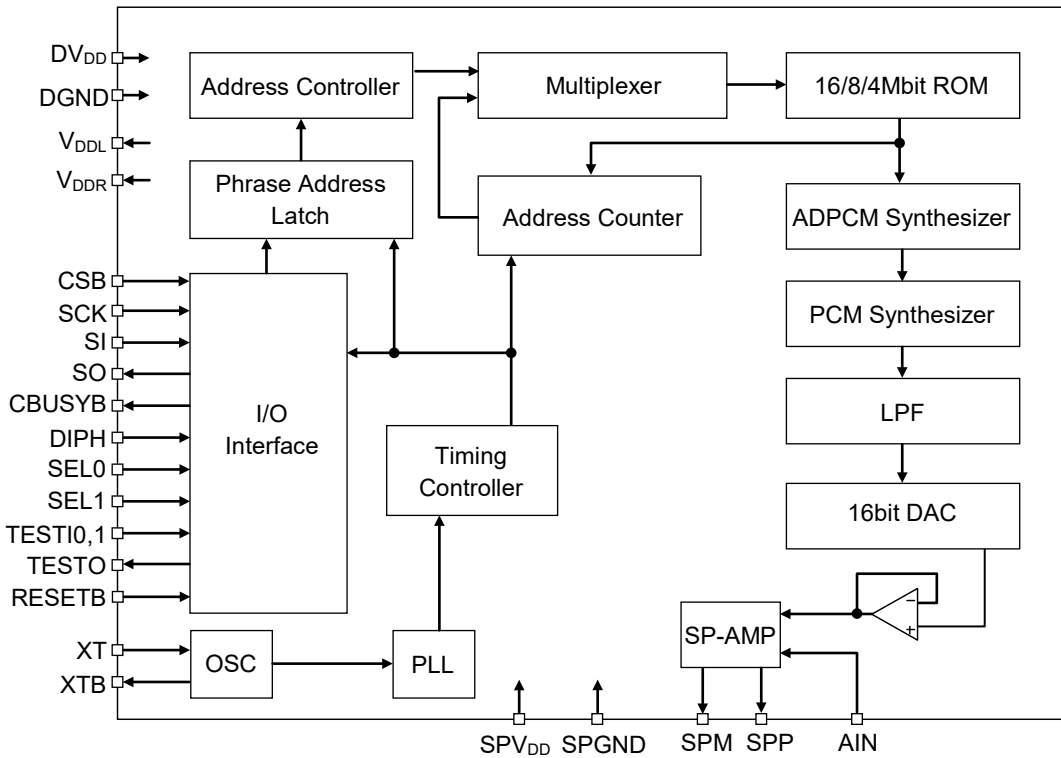 DVDD
DGND
VDDL
VDDR
CSB
SCK
SI
SO
CBUSYB
DIPH
SEL0
SEL1
TESTI0,1
TESTO
RESETB
XT
XTB
Address Controller
Multiplexer
16/8/4Mbit ROM
Phrase Address
Latch
Address Counter
ADPCM Synthesizer
PCM Synthesizer
LPF
16bit DAC
I/O
Interface
Timing
Controller
OSC
PLL
SP-AMP
−
+
SPVDD
SPGND
SPM
SPP
AIN